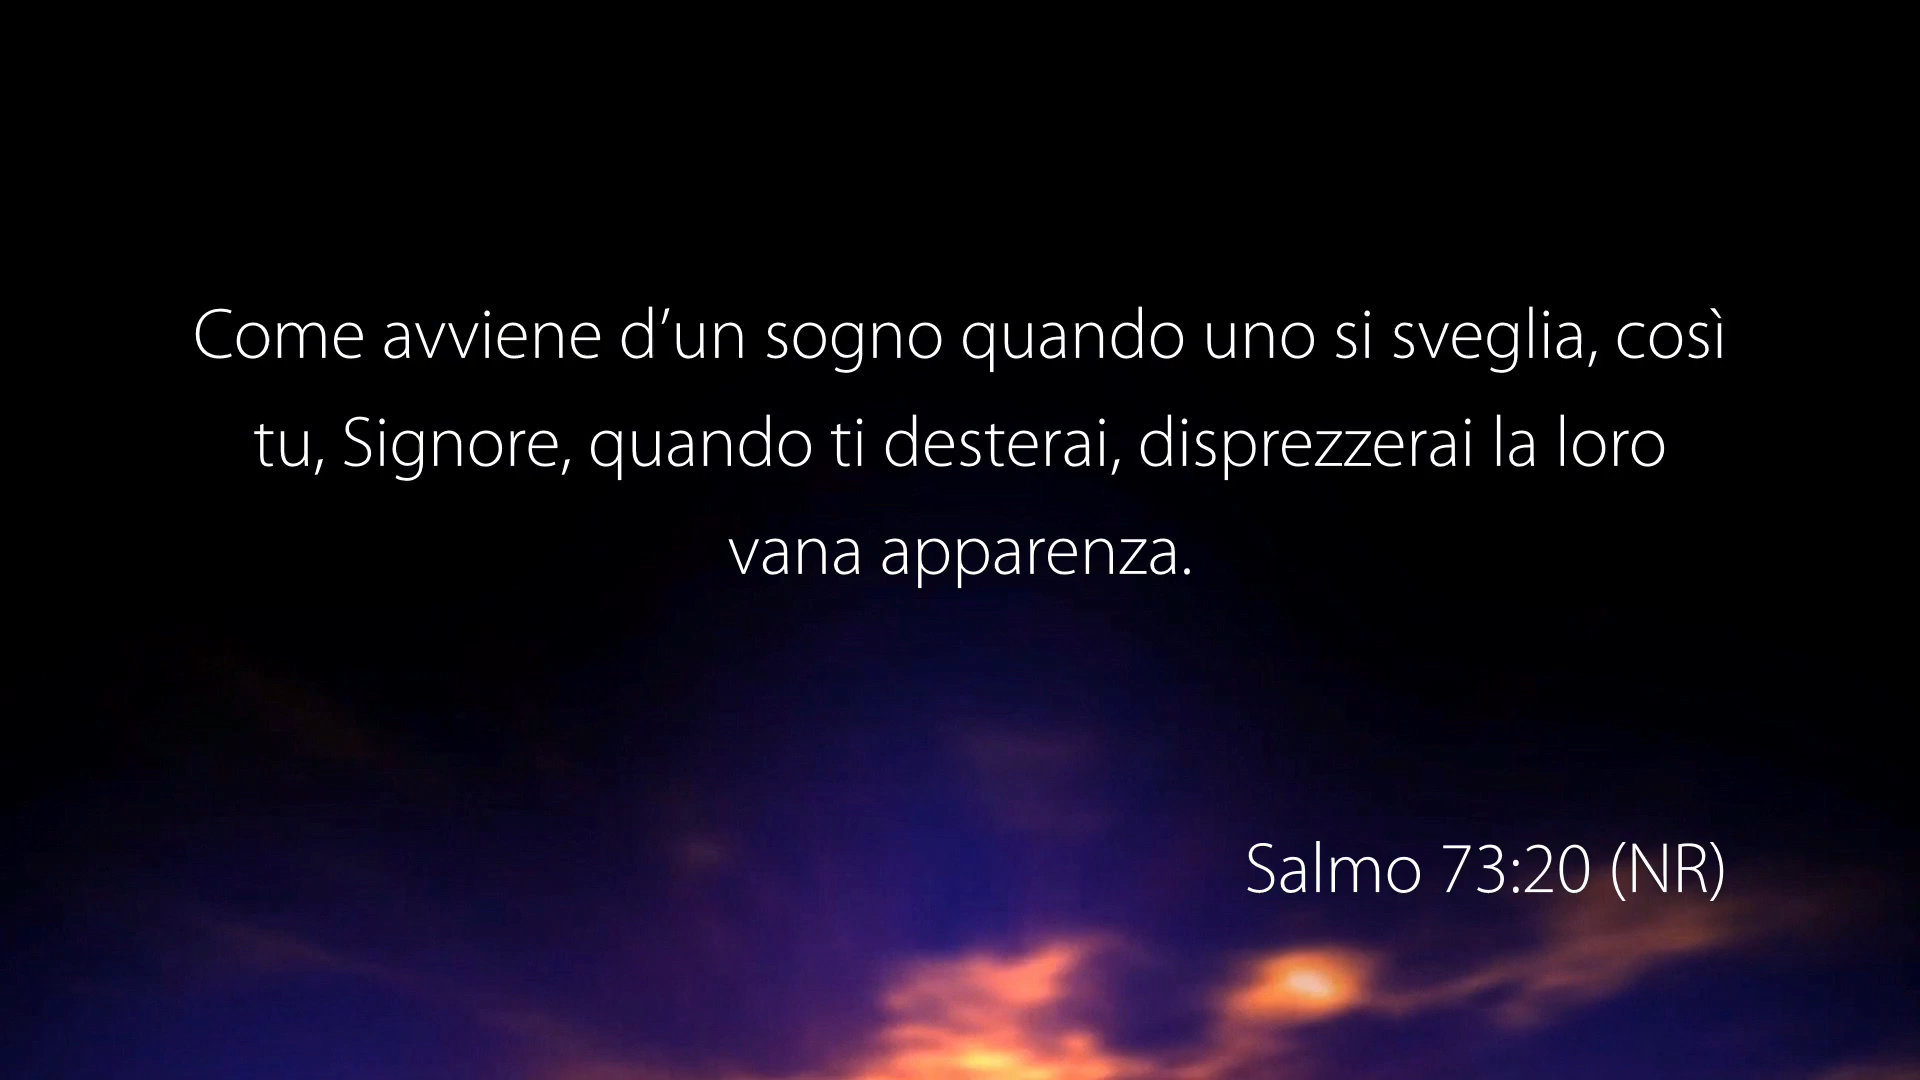 Come avviene d’un sogno quando uno si sveglia, così
tu, Signore, quando ti desterai, disprezzerai la loro
vana apparenza.
Salmo 73:20 (NR)